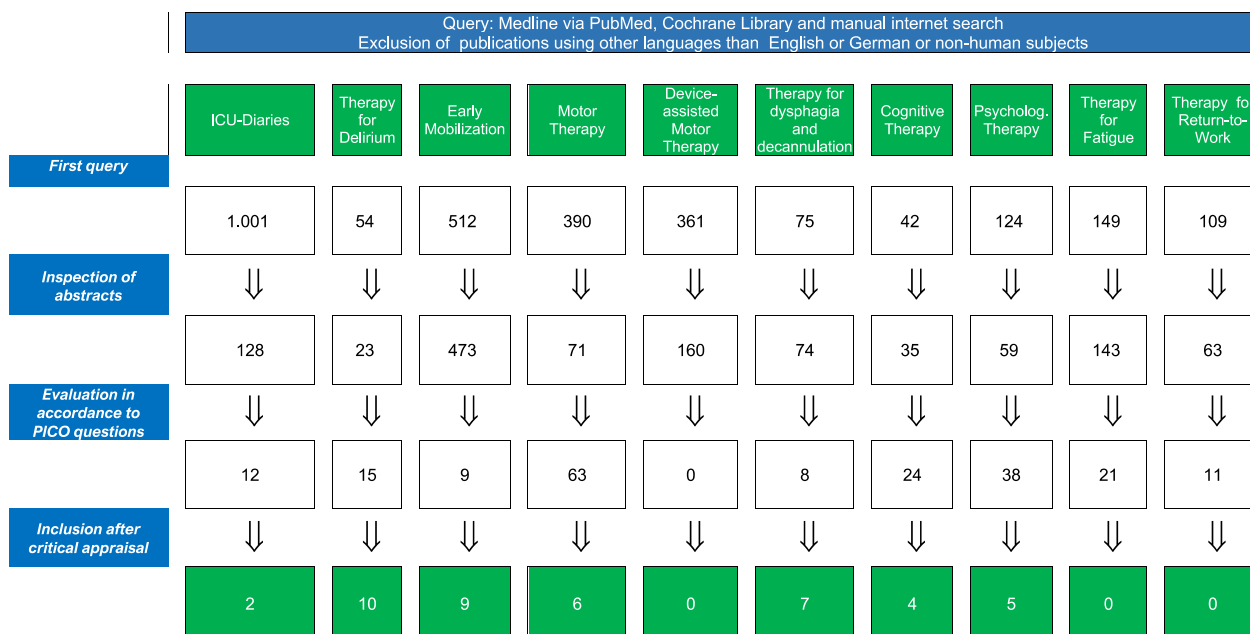 Query: Medline via PubMed, Cochrane Library and manual internet search
Exclusion of publications using other languages than English or German or non-human subjects
ICU-Diaries
Therapy
for
Delirium
Early
Mobilization
Motor
Therapy
Device-
assisted
Motor
Therapy
Therapy for
dysphagia
and
decannulation
Cognitive
Therapy
Psycholog.
Therapy
Therapy
for
Fatigue
Therapy fo
Return-to-
Work
First query
1.001 54 512 390 361 75 42 124 149 109
Inspection of
abstracts
⇓ ⇓ ⇓ ⇓ ⇓ ⇓ ⇓ ⇓ ⇓ ⇓
128 23 473 71 160 74 35 59 143 63
Evaluation in
accordance to
PICO questions
⇓ ⇓ ⇓ ⇓ ⇓ ⇓ ⇓ ⇓ ⇓ ⇓
12 15 9 63 0 8 24 38 21 11
Inclusion after
critical appraisal
⇓ ⇓ ⇓ ⇓ ⇓ ⇓ ⇓ ⇓ ⇓ ⇓
2 10 9 6 0 7 4 5 0 0